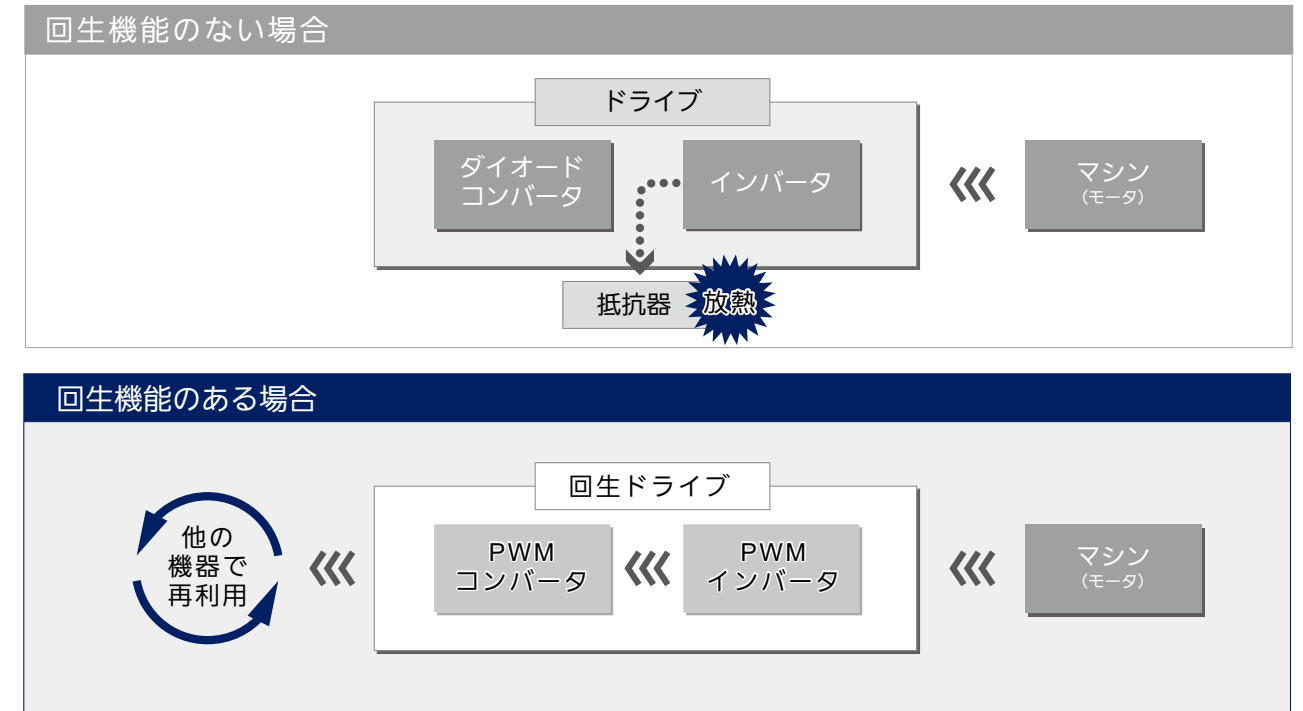 回生機能のない場合
ドライブ
ダイオード
コンバータ
インバータ
マシン
(モータ)
抵抗器
放熱
回生機能のある場合
回生ドライブ
他の
機器で
再利用
PWM
コンバータ
PWM
インバータ
マシン
(モータ)